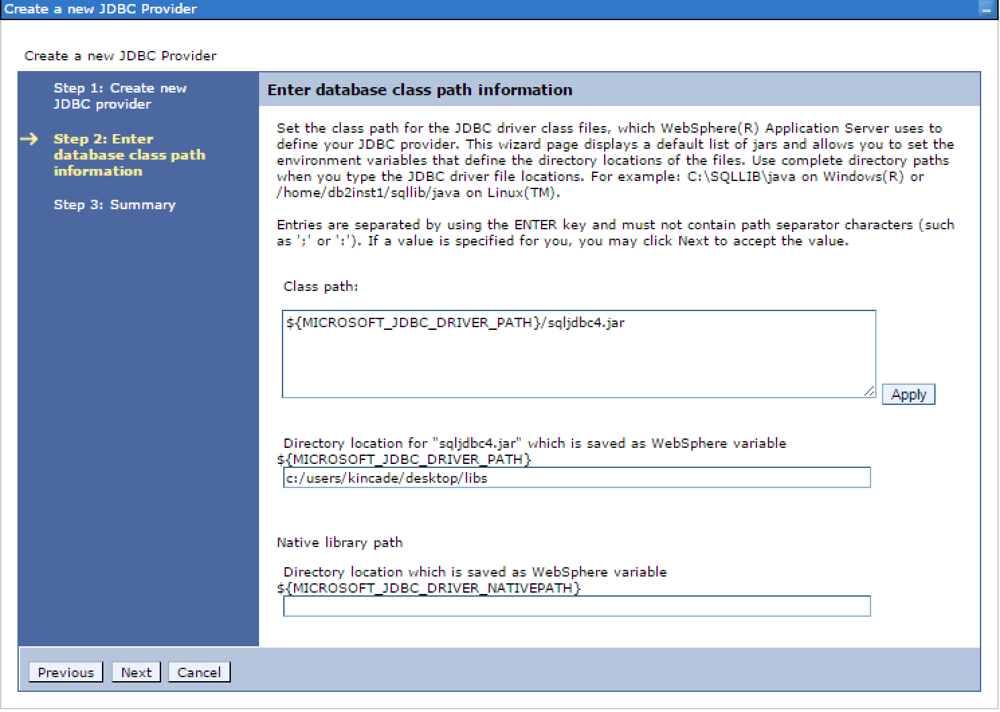 Create a new JDBC Provider
Create a new JDBC Provider
Step 1: Create new
JDBC provider
Step 2: Enter
database class path
information
Step 3: Summary
Enter database class path information
Set the class path for the JDBC driver class files, which WebSphere(R) Application Server uses to
define your JDBC provider. This wizard page displays a default list of jars and allows you to set the
environment variables that define the directory locations of the files. Use complete directory paths
when you type the JDBC driver file locations. For example: C:\SQLLIB\java on Windows(R) or
/home/db2inst1/sqllib/java on Linux(TM).
Entries are separated by using the ENTER key and must not contain path separator characters (such
as ';' or ':'). If a value is specified for you, you may click Next to accept the value.
Class path:
${MICROSOFT_JDBC_DRIVER_PATH}/sqljdbc4.jar
Apply
Directory location for "sqljdbc4.jar" which is saved as WebSphere variable
${MICROSOFT_JDBC_DRIVER_PATH}
c:/users/kincade/desktop/libs
Native library path
Directory location which is saved as WebSphere variable
${MICROSOFT_JDBC_DRIVER_NATIVEPATH}
Previous Next Cancel